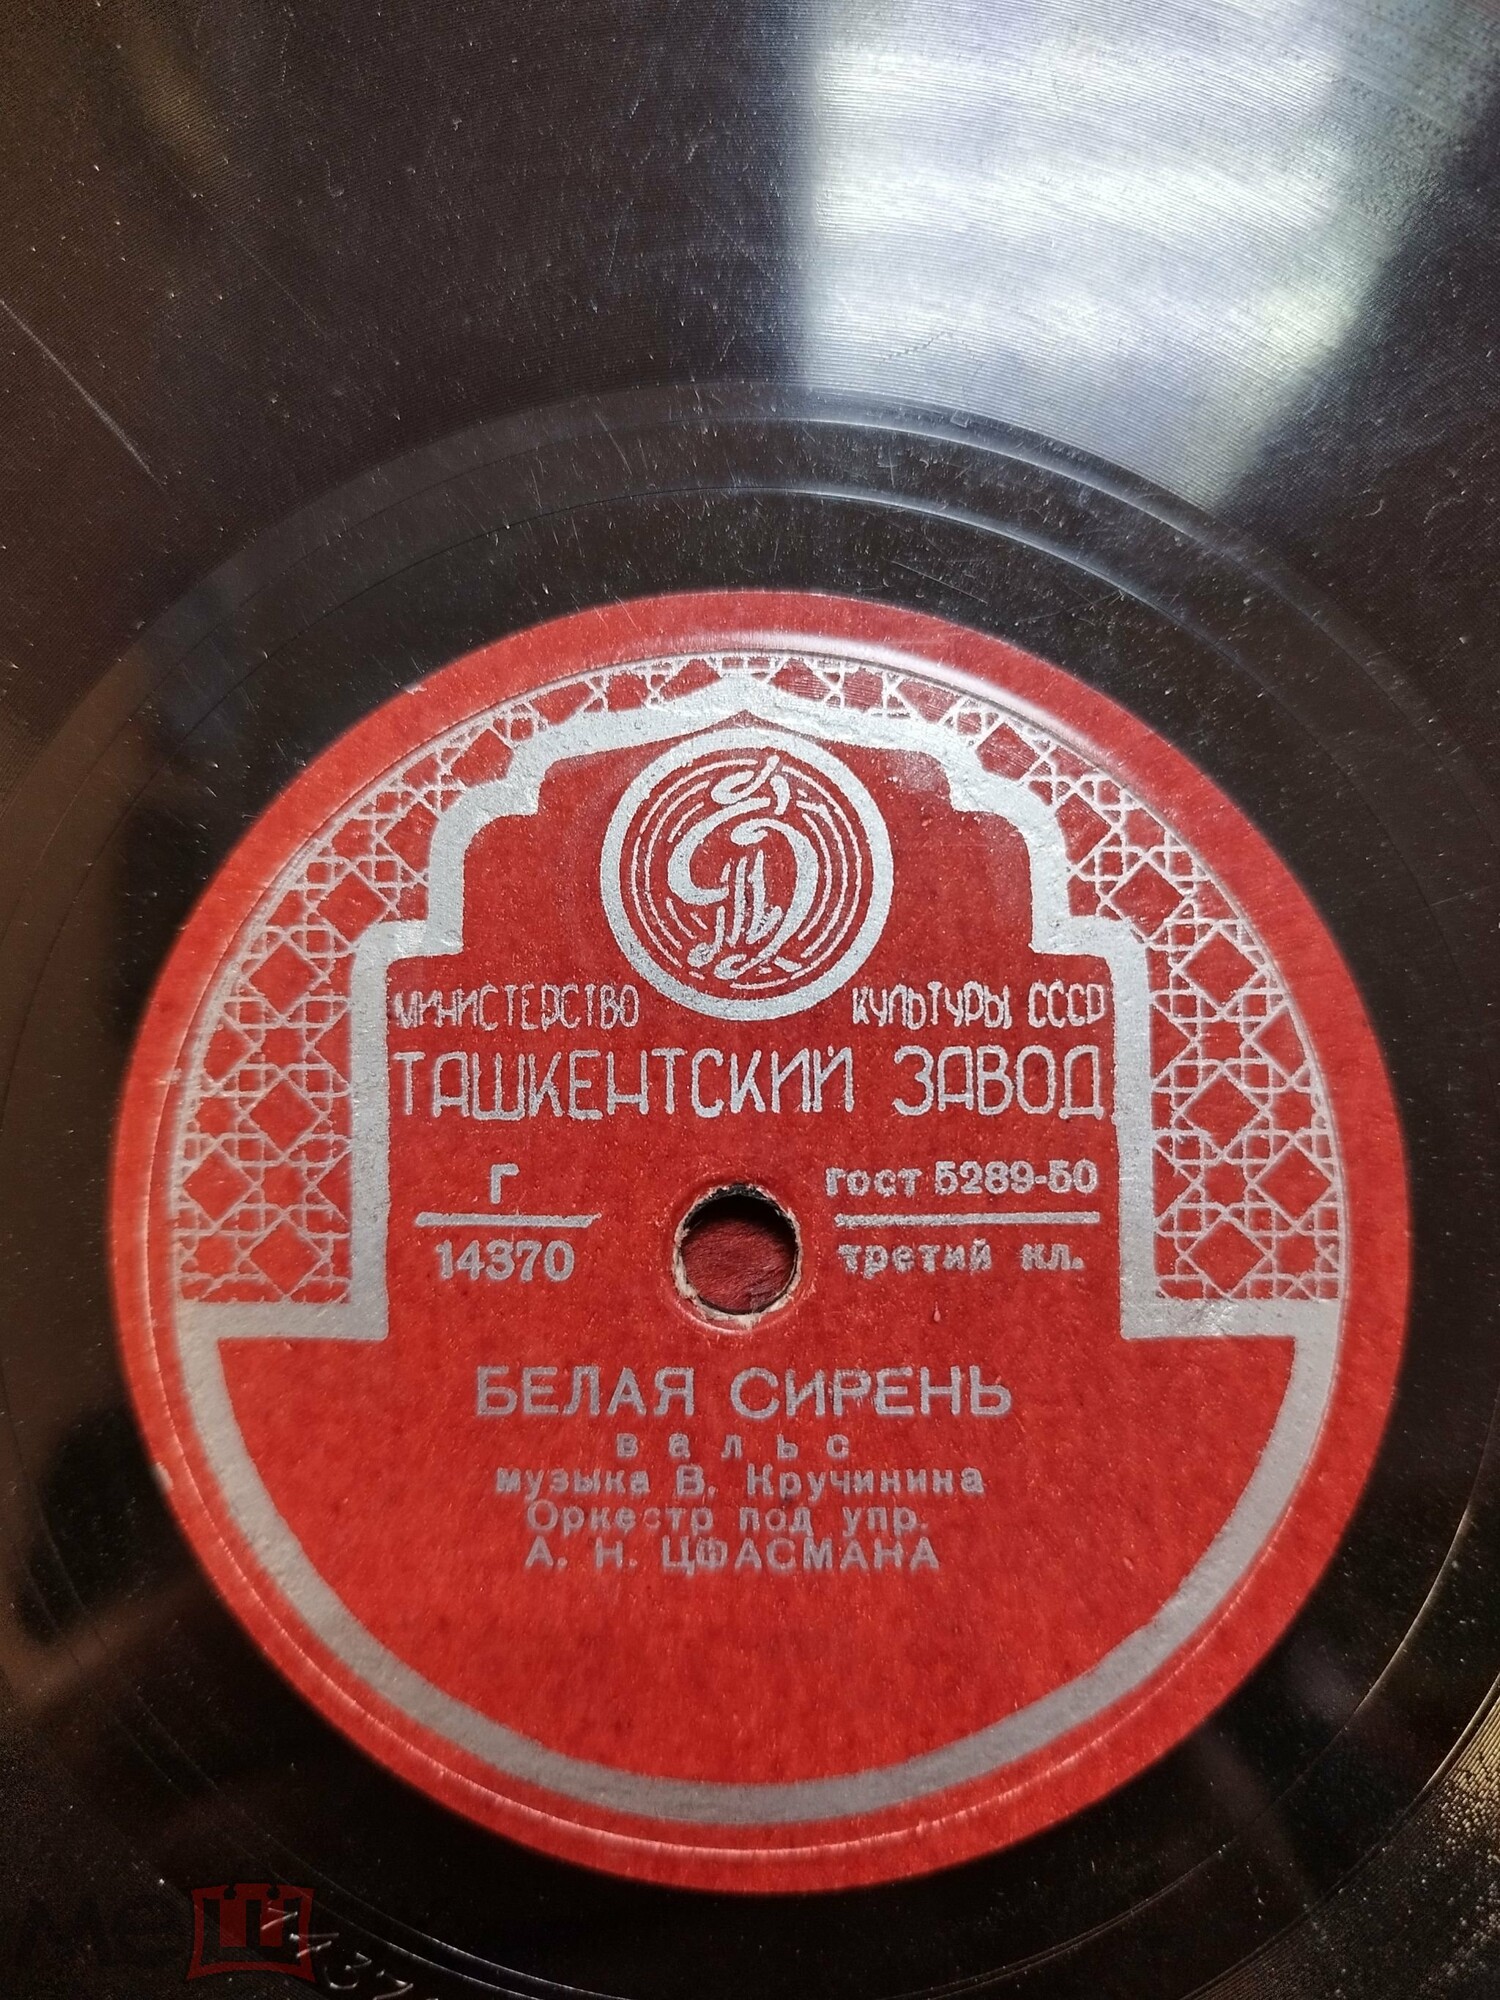 МИНИСТЕРСТВО КУЛЬТУРЫ СССР
ТАШКЕНТСКИЙ ЗАВОД
Г
14370
ГОСТ 5289-50
третий кл.
БЕЛАЯ СИРЕНЬ
вальс
музыка В. Кручинина
Оркестр под упр.
А. Н. ЦФАСМАНА